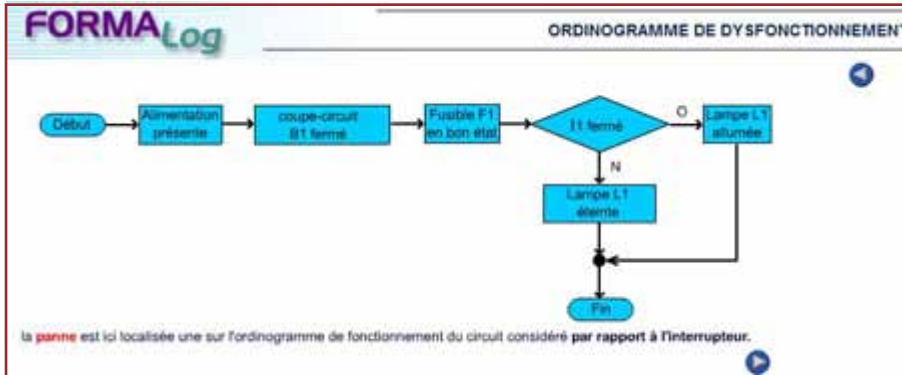 FORMALog
ORDINOGRAMME DE DYSFONCTIONNEMENT
Début
Alimentation
présente
coupe-circuit
B1 fermé
Fusible F1
en bon état
I1 fermé
O
Lampe L1
allumée
N
Lampe L1
éteinte
Fin
la panne est ici localisée une sur l'ordinogramme de fonctionnement du circuit considéré par rapport à l'interrupteur.